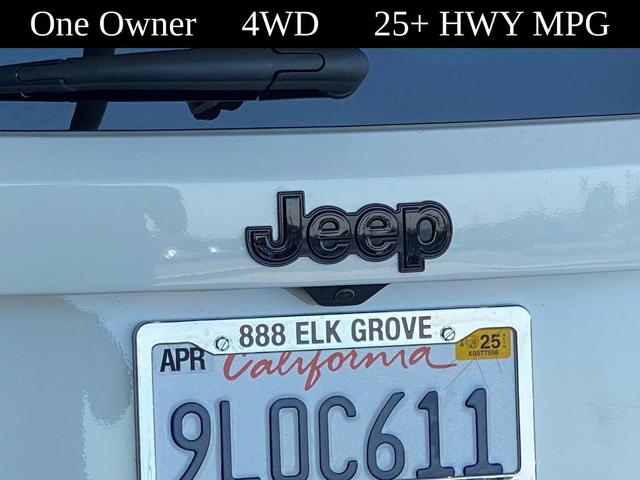 One Owner 4WD 25+ HWY MPG
Jeep
888 ELK GROVE
APR California 25
X0577556
9LOC611